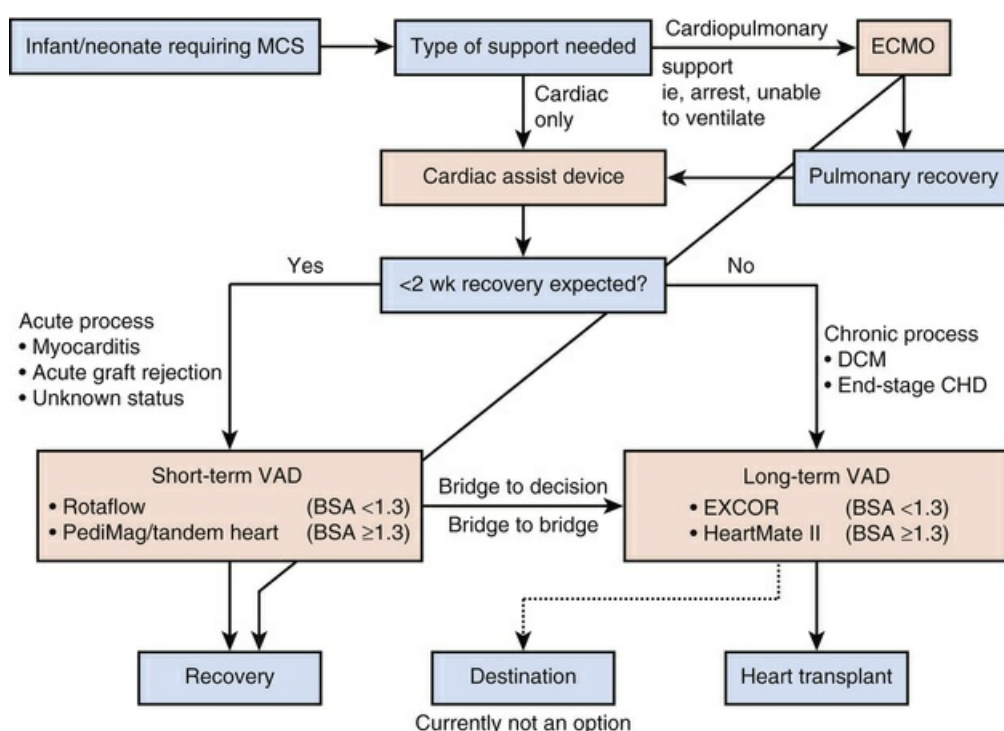 Infant/neonate requiring MCS
Type of support needed
Cardiopulmonary
support
ie, arrest, unable
to ventilate
ECMO
Cardiac
only
Cardiac assist device
Pulmonary recovery
<2 wk recovery expected?
Yes
No
Acute process
• Myocarditis
• Acute graft rejection
• Unknown status
Chronic process
• DCM
• End-stage CHD
Short-term VAD
• Rotaflow (BSA <1.3)
• PediMag/tandem heart (BSA ≥1.3)
Bridge to decision
Bridge to bridge
Long-term VAD
• EXCOR (BSA <1.3)
• HeartMate II (BSA ≥1.3)
Recovery
Destination
Currently not an option
Heart transplant